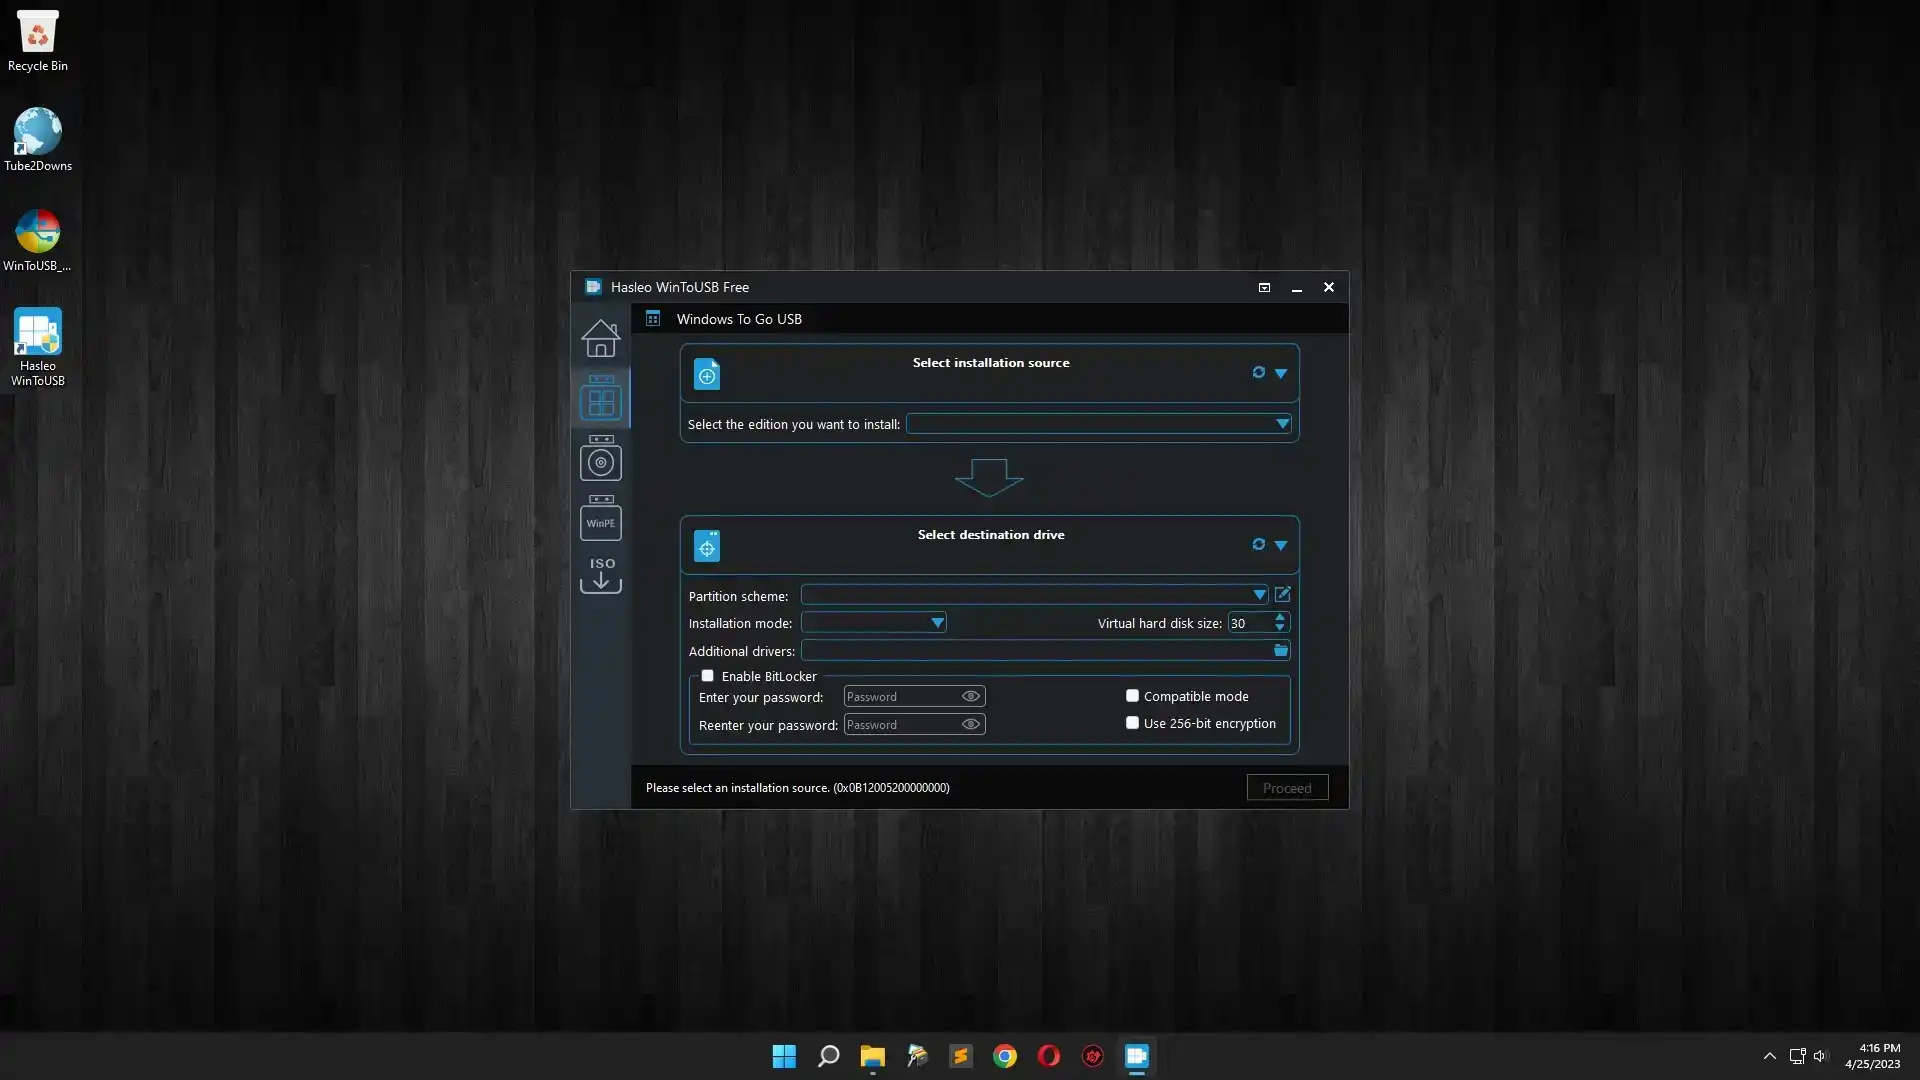 Recycle Bin
Tube2Downs
WinToUSB_...
Hasleo
WinToUSB
Hasleo WinToUSB Free
Windows To Go USB
Select installation source
Select the edition you want to install:
WinPE
ISO
Select destination drive
Partition scheme:
Installation mode:
Virtual hard disk size: 30
Additional drivers:
Enable BitLocker
Enter your password: Password
Compatible mode
Reenter your password: Password
Use 256-bit encryption
Please select an installation source. (0x0B12005200000000)
Proceed
4:16 PM
4/25/2023